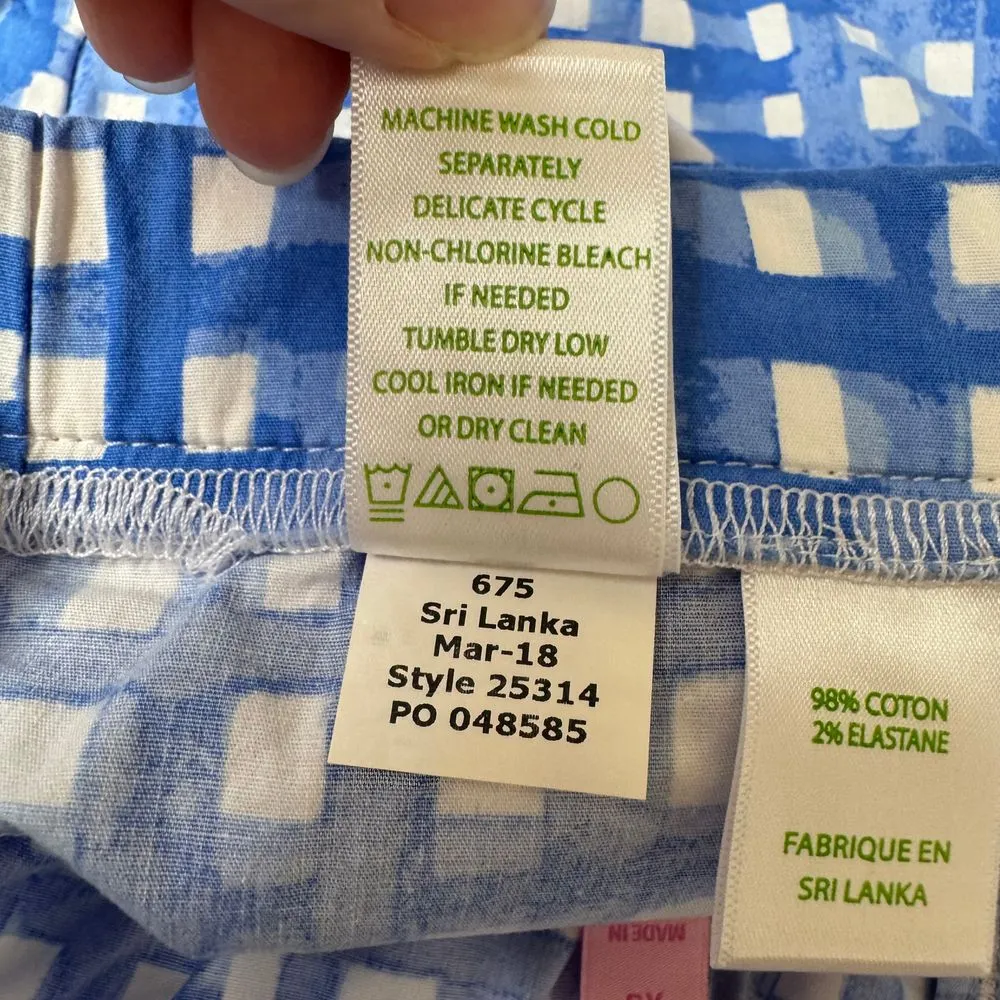 MACHINE WASH COLD
SEPARATELY
DELICATE CYCLE
NON-CHLORINE BLEACH
IF NEEDED
TUMBLE DRY LOW
COOL IRON IF NEEDED
OR DRY CLEAN
675
Sri Lanka
Mar-18
Style 25314
PO 048585
98% COTON
2% ELASTANE
FABRIQUE EN
SRI LANKA
MADE IN